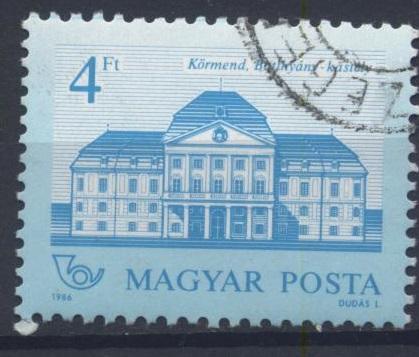 4 Ft
Körmend, Batthyány-kastély
MAGYAR POSTA
1986
DUDÁS L.